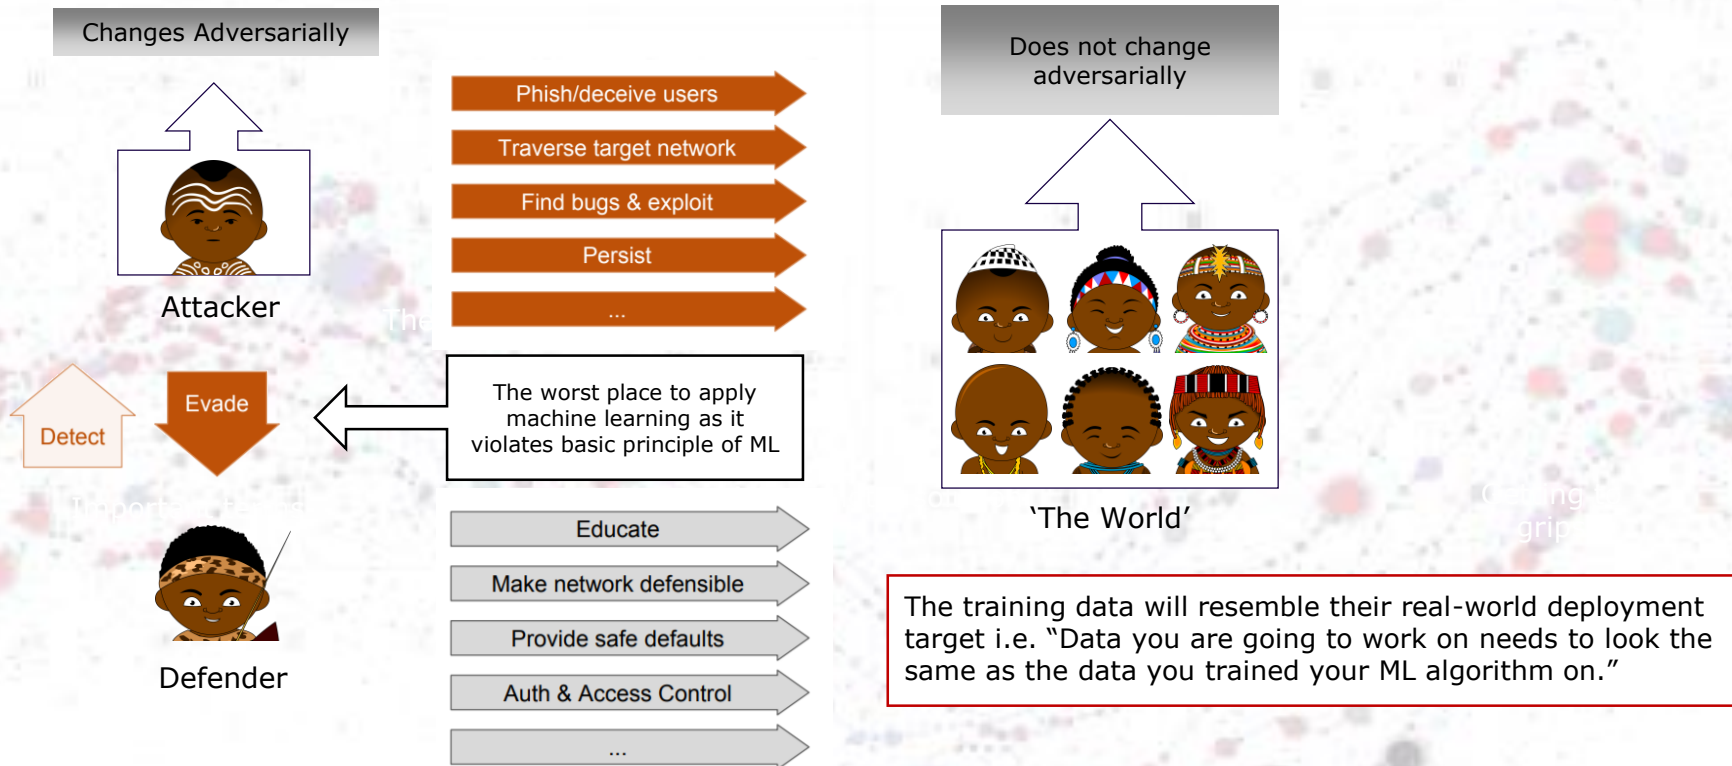 Changes Adversarially
Attacker
Phish/deceive users
Traverse target network
Find bugs & exploit
Persist
...
The
Detect
Evade
The worst place to apply
machine learning as it
violates basic principle of ML
Defender
Educate
Make network defensible
Provide safe defaults
Auth & Access Control
...
Does not change
adversarially
‘The World’
The training data will resemble their real-world deployment
target i.e. “Data you are going to work on needs to look the
same as the data you trained your ML algorithm on.”